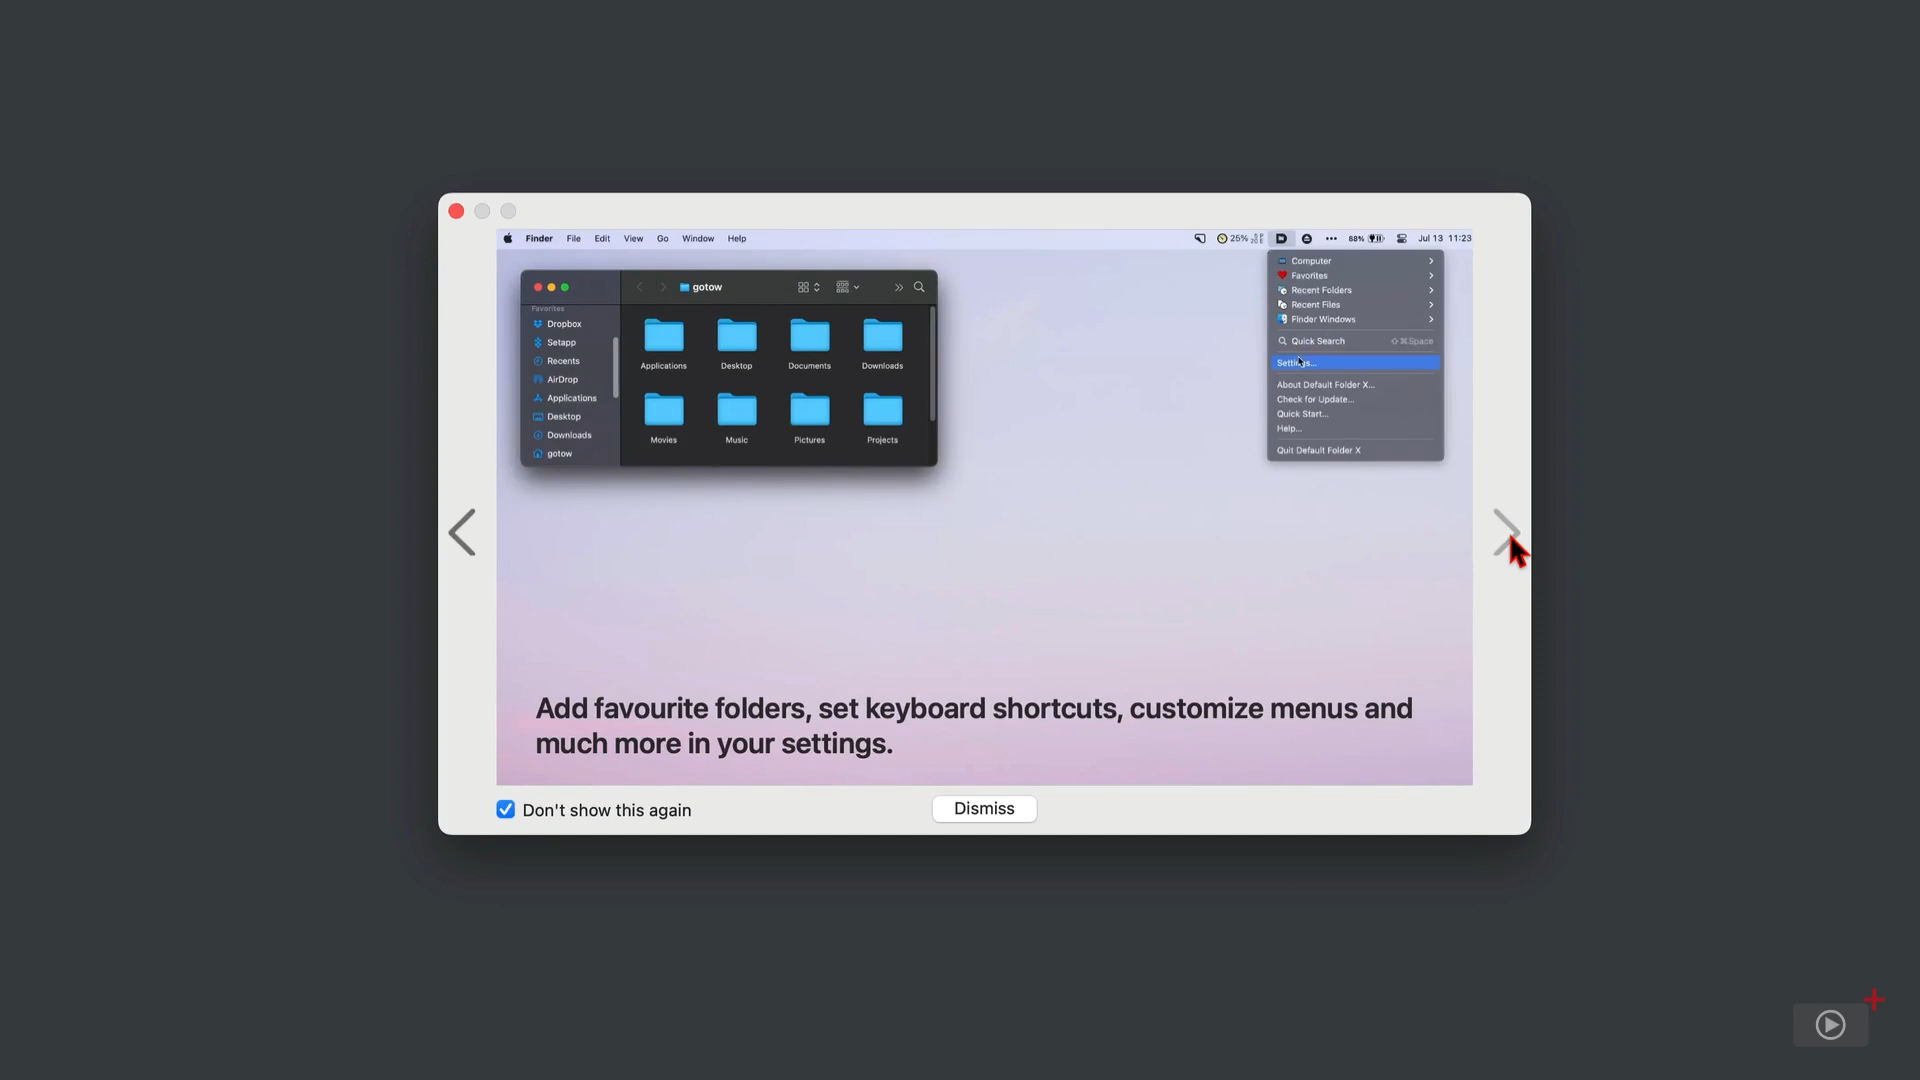 Finder File Edit View Go Window Help 25% 88% Jul 13 11:23
gotow
Favorites
Dropbox
Setapp
Recents
AirDrop
Applications
Desktop
Downloads
gotow
Applications Desktop Documents Downloads
Movies Music Pictures Projects
Computer
Favorites
Recent Folders
Recent Files
Finder Windows
Quick Search ⇧⌘Space
Settings...
About Default Folder X...
Check for Update...
Quick Start...
Help...
Quit Default Folder X
Add favourite folders, set keyboard shortcuts, customize menus and
much more in your settings.
Don't show this again
Dismiss